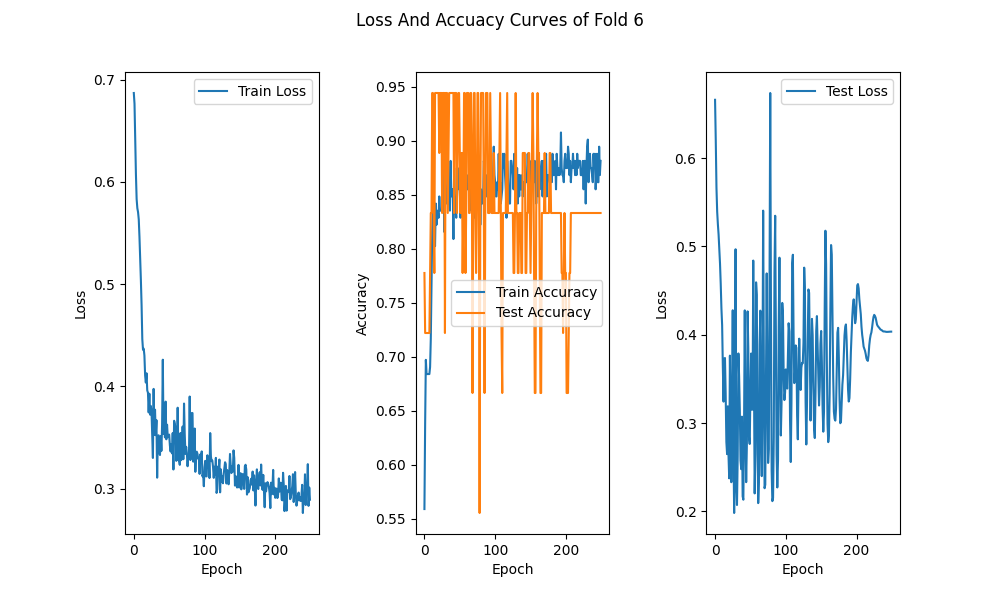 Loss And Accuacy Curves of Fold 6
Train Loss
Loss
0.7
0.6
0.5
0.4
0.3
0 100 200
Epoch
Train Accuracy
Test Accuracy
Accuracy
0.95
0.90
0.85
0.80
0.75
0.70
0.65
0.60
0.55
0 100 200
Epoch
Test Loss
Loss
0.6
0.5
0.4
0.3
0.2
0 100 200
Epoch